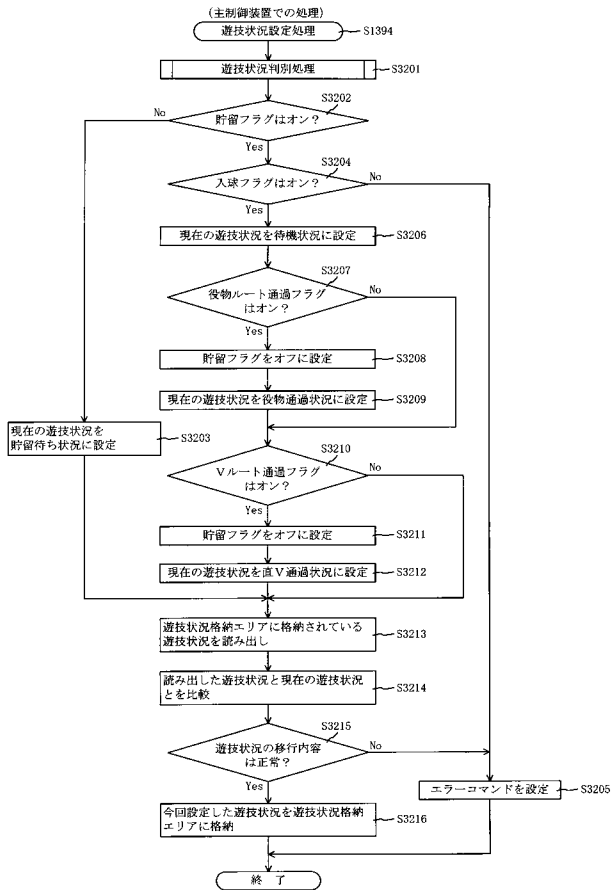 (主制御装置での処理)
遊技状況設定処理
S1394
遊技状況判別処理
S3201
S3202
No
貯留フラグはオン?
Yes
S3204
No
入球フラグはオン?
Yes
現在の遊技状況を待機状況に設定
S3206
S3207
No
役物ルート通過フラグ
はオン?
Yes
貯留フラグをオフに設定
S3208
現在の遊技状況を役物通過状況に設定
S3209
現在の遊技状況を
貯留待ち状況に設定
S3203
S3210
No
Vルート通過フラグ
はオン?
Yes
貯留フラグをオフに設定
S3211
現在の遊技状況を直V通過状況に設定
S3212
遊技状況格納エリアに格納されている
遊技状況を読み出し
S3213
読み出した遊技状況と現在の遊技状況
とを比較
S3214
S3215
No
遊技状況の移行内容
は正常?
Yes
エラーコマンドを設定
S3205
今回設定した遊技状況を遊技状況格納
エリアに格納
S3216
終 了